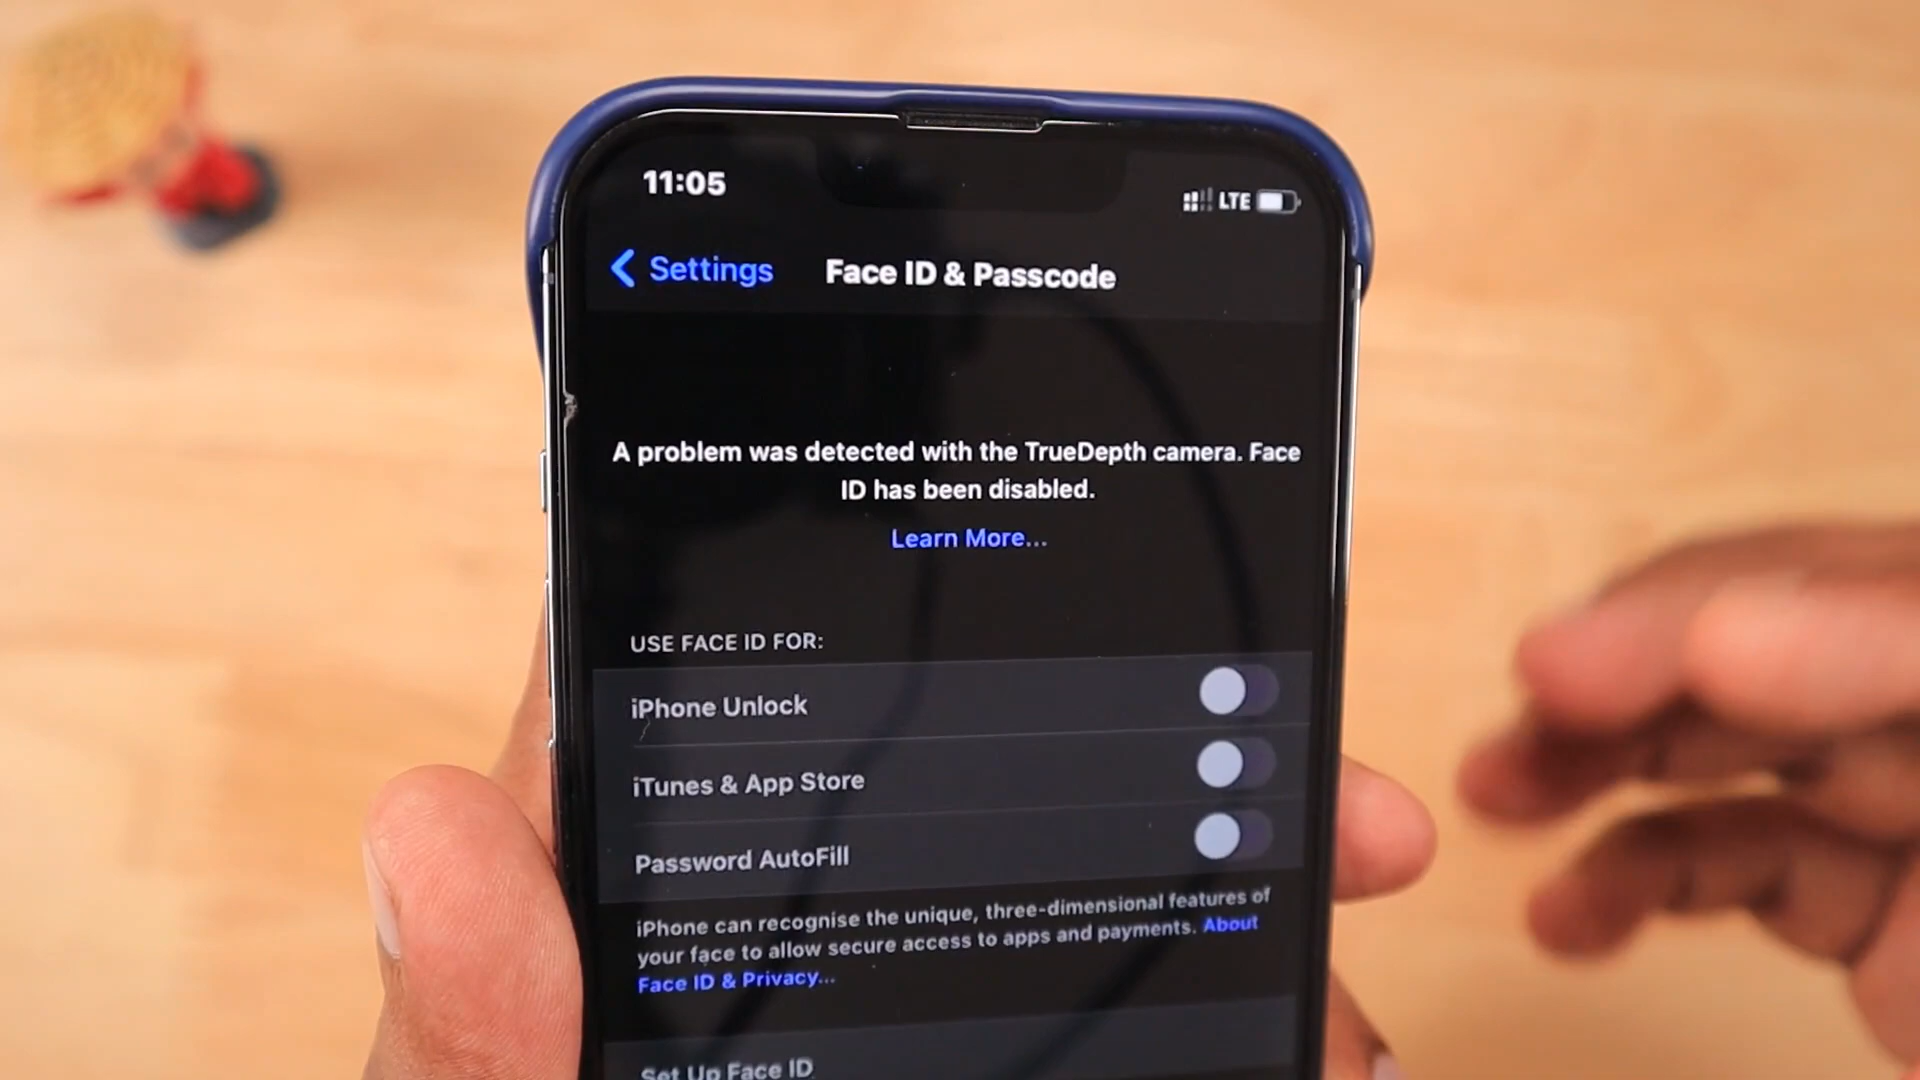 11:05
LTE
Settings
Face ID & Passcode
A problem was detected with the TrueDepth camera. Face
ID has been disabled.
Learn More...
USE FACE ID FOR:
iPhone Unlock
iTunes & App Store
Password AutoFill
iPhone can recognise the unique, three-dimensional features of
your face to allow secure access to apps and payments. About
Face ID & Privacy...
Set Up Face ID